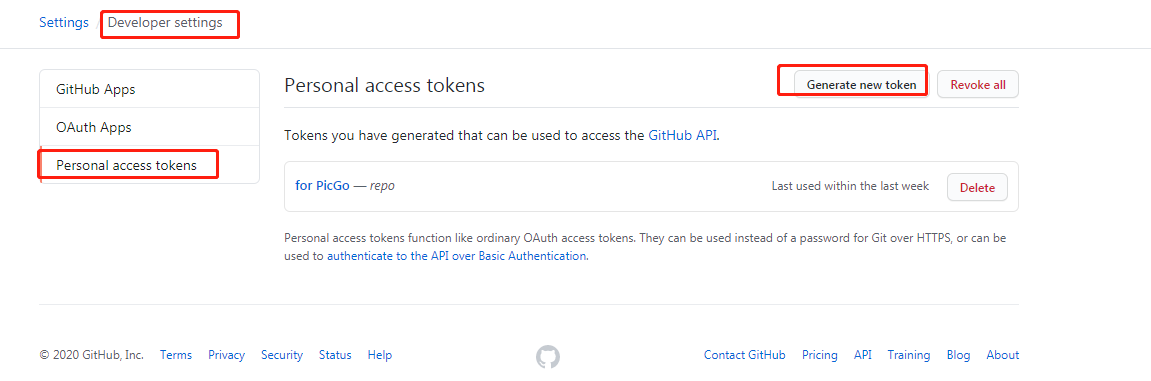 Settings / Developer settings
GitHub Apps
OAuth Apps
Personal access tokens
Personal access tokens
Generate new token
Revoke all
Tokens you have generated that can be used to access the GitHub API.
for PicGo — repo
Last used within the last week
Delete
Personal access tokens function like ordinary OAuth access tokens. They can be used instead of a password for Git over HTTPS, or can be
used to authenticate to the API over Basic Authentication.
© 2020 GitHub, Inc. Terms Privacy Security Status Help
Contact GitHub Pricing API Training Blog About